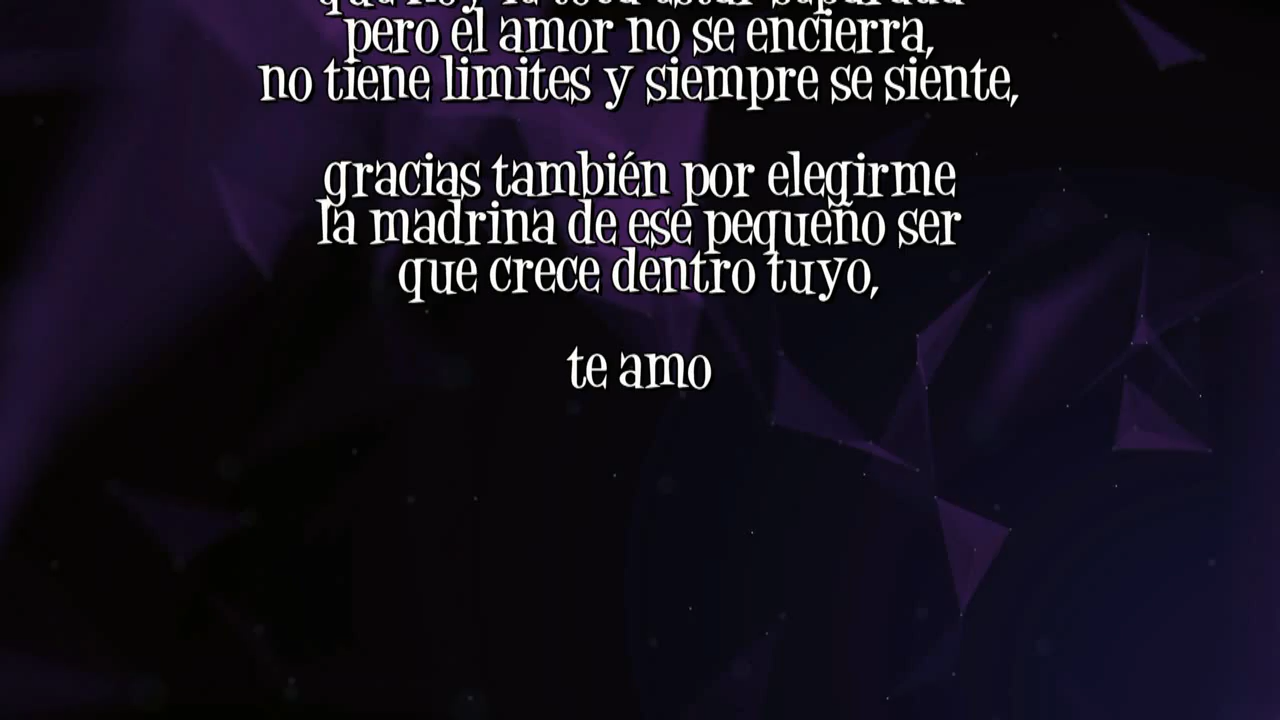 pero el amor no se encierra,
no tiene limites y siempre se siente,
gracias también por elegirme
la madrina de ese pequeño ser
que crece dentro tuyo,
te amo